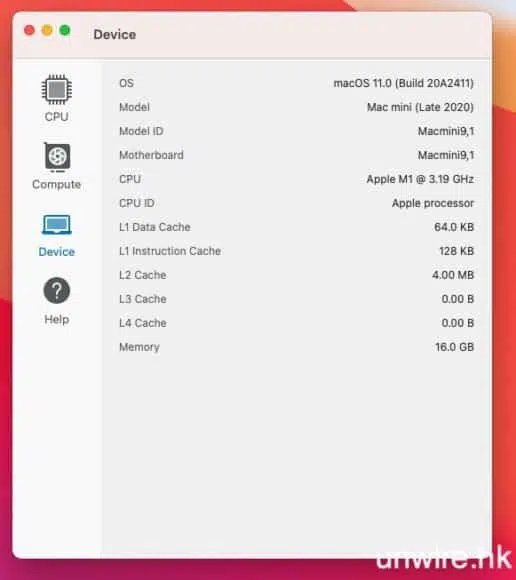 Device
CPU
Compute
Device
Help
OS macOS 11.0 (Build 20A2411)
Model Mac mini (Late 2020)
Model ID Macmini9,1
Motherboard Macmini9,1
CPU Apple M1 @ 3.19 GHz
CPU ID Apple processor
L1 Data Cache 64.0 KB
L1 Instruction Cache 128 KB
L2 Cache 4.00 MB
L3 Cache 0.00 B
L4 Cache 0.00 B
Memory 16.0 GB
unwire.hk